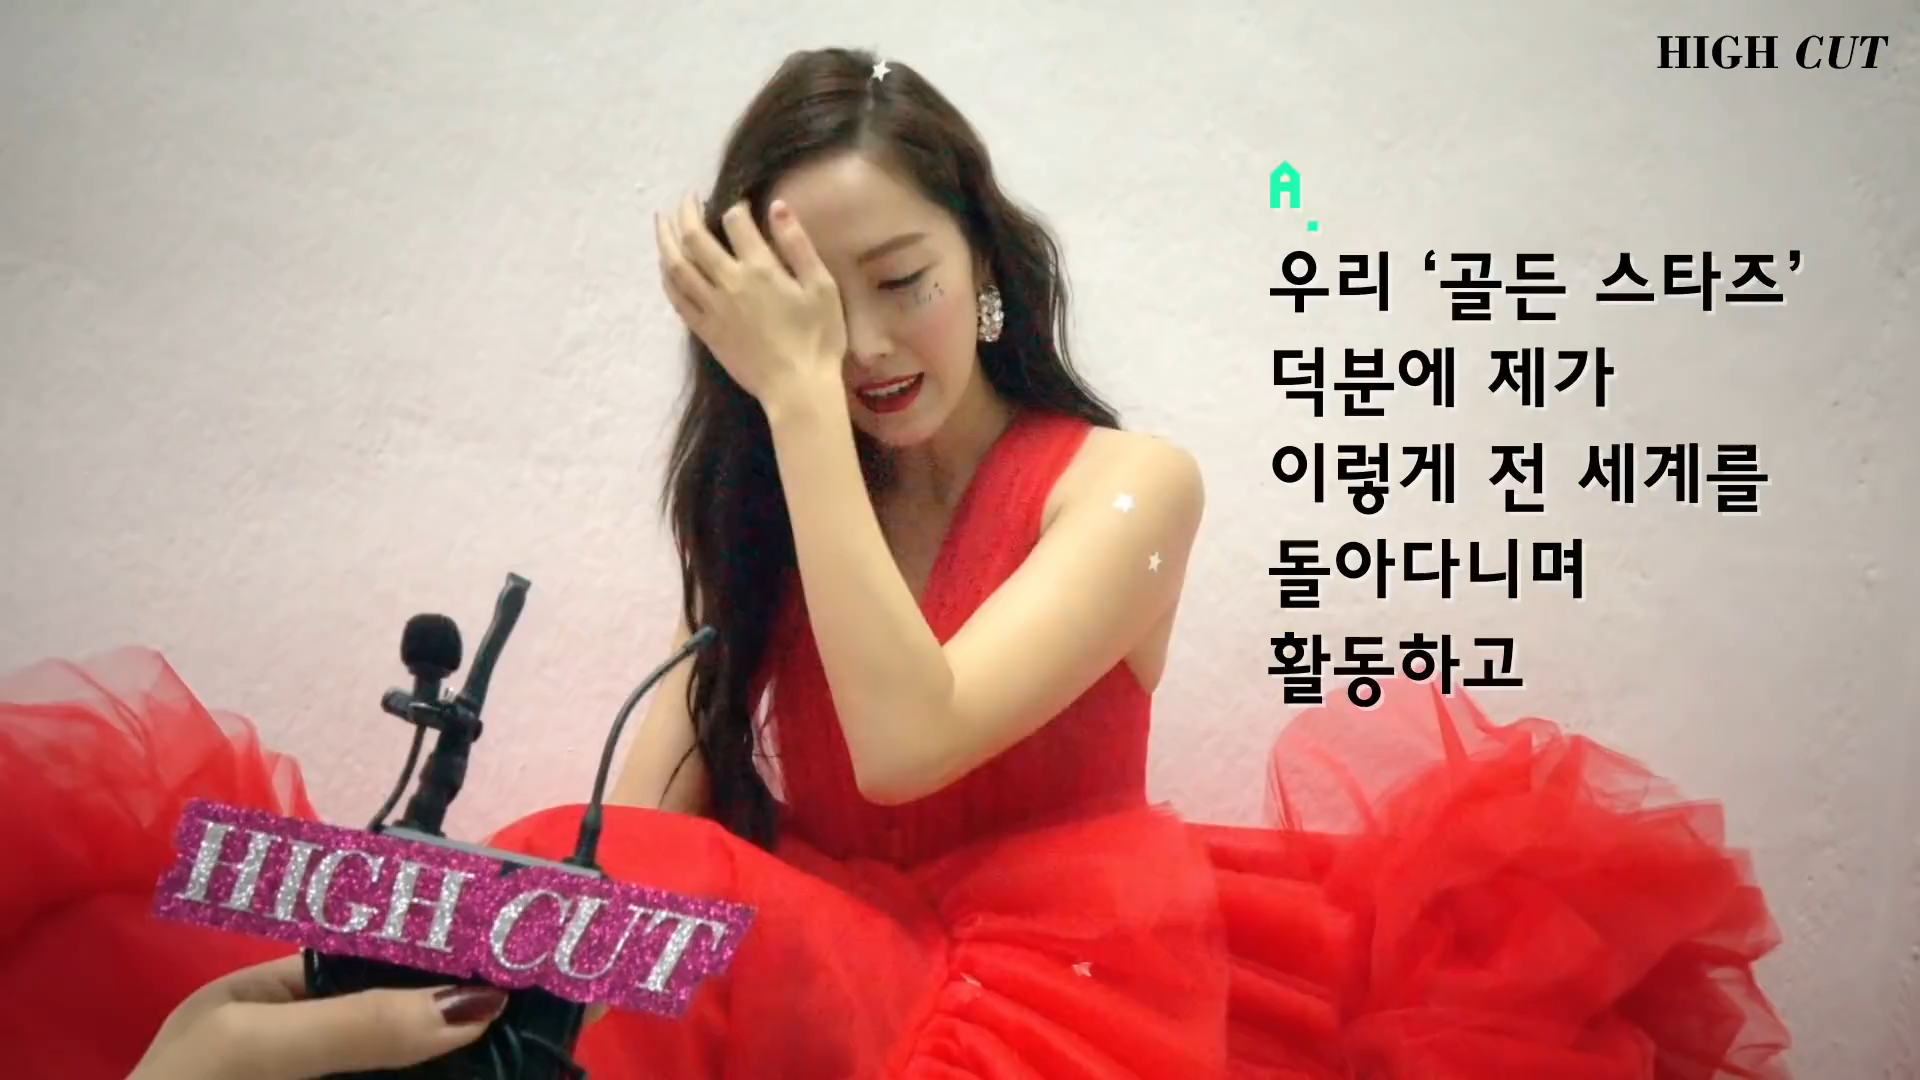 HIGH CUT
A.
우리 ‘골든 스타즈’
덕분에 제가
이렇게 전 세계를
돌아다니며
활동하고
HIGH CUT